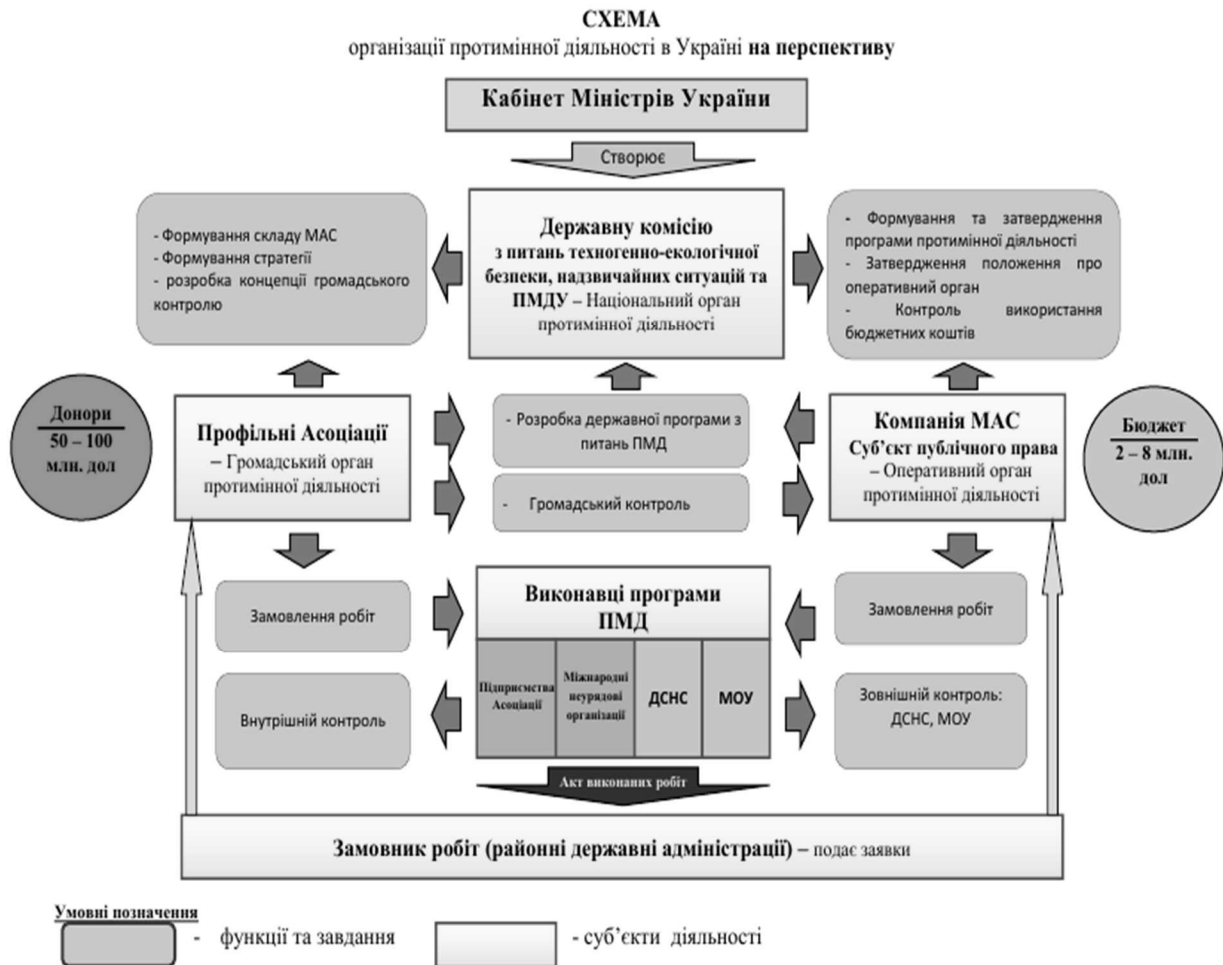 СХЕМА
організації протимінної діяльності в Україні на перспективу
Кабінет Міністрів України
Створює
- Формування складу МАС
- Формування стратегії
- розробка концепції громадського
контролю
Державну комісію
з питань техногенно-екологічної
безпеки, надзвичайних ситуацій та
ПМДУ – Національний орган
протимінної діяльності
- Формування та затвердження
програми протимінної діяльності
- Затвердження положення про
оперативний орган
- Контроль використання
бюджетних коштів
Донори
50 – 100
млн. дол
Профільні Асоціації
– Громадський орган
протимінної діяльності
- Розробка державної програми з
питань ПМД
- Громадський контроль
Компанія МАС
Суб’єкт публічного права
– Оперативний орган
протимінної діяльності
Бюджет
2 – 8 млн.
дол
Замовлення робіт
Виконавці програми
ПМД
Замовлення робіт
Підприємства
Асоціації
Міжнародні
неурядові
організації
ДСНС
МОУ
Внутрішній контроль
Зовнішній контроль:
ДСНС, МОУ
Акт виконаних робіт
Замовник робіт (районні державні адміністрації) – подає заявки
Умовні позначення
- функції та завдання
- суб’єкти діяльності